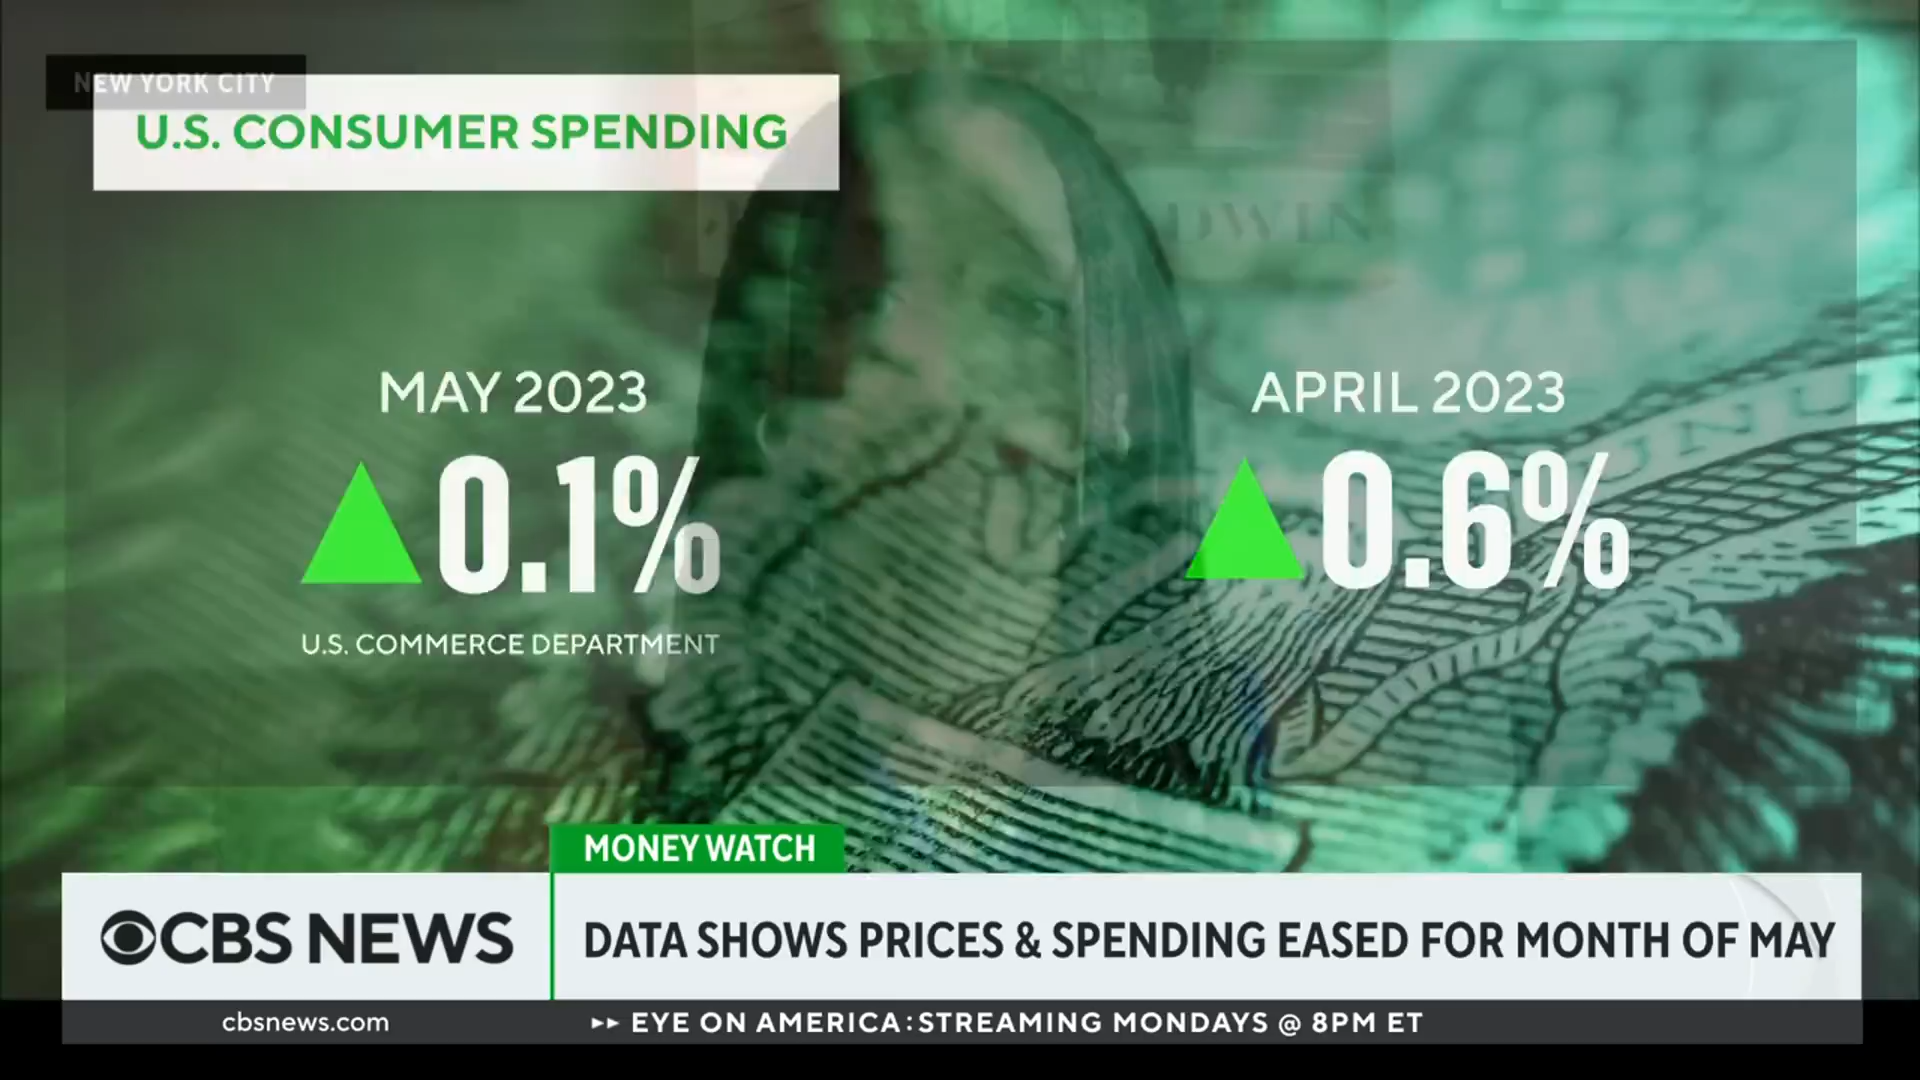 NEW YORK CITY
U.S. CONSUMER SPENDING
MAY 2023
0.1%
U.S. COMMERCE DEPARTMENT
APRIL 2023
0.6%
DWIN
MONEY WATCH
CBS NEWS
DATA SHOWS PRICES & SPENDING EASED FOR MONTH OF MAY
cbsnews.com
EYE ON AMERICA: STREAMING MONDAYS @ 8PM ET